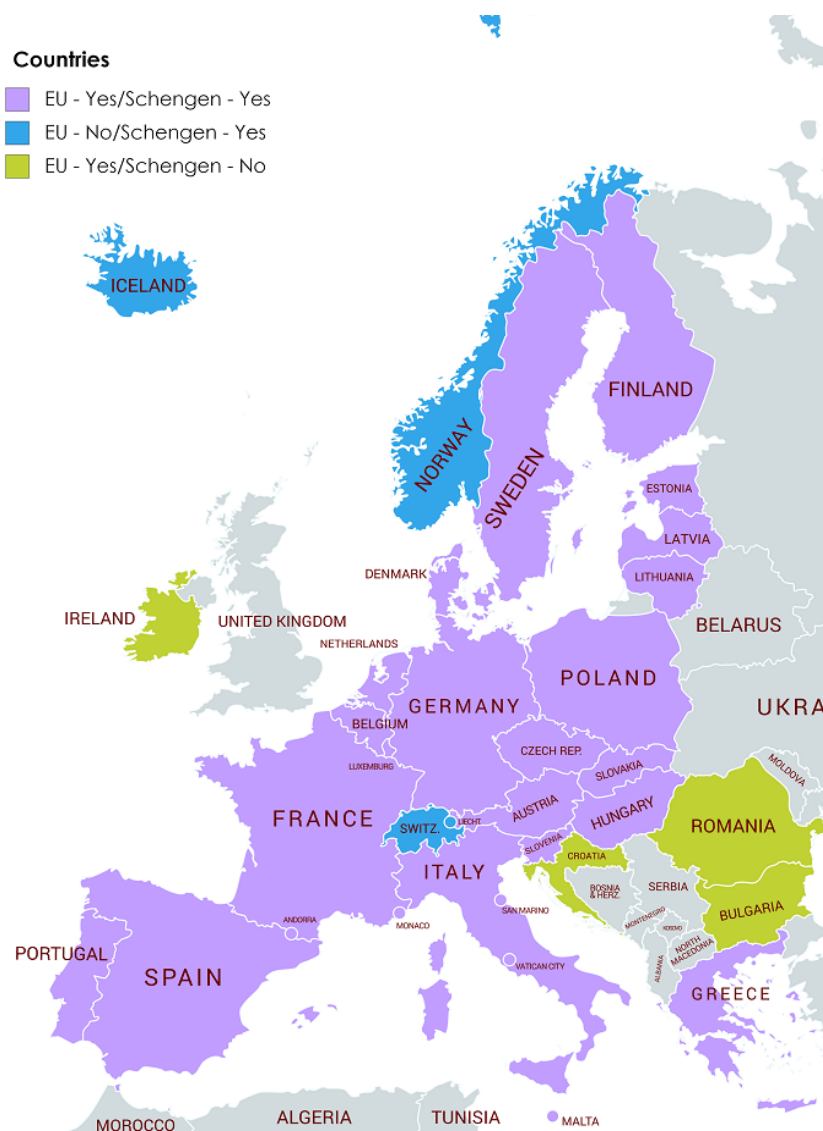 Countries
EU - Yes/Schengen - Yes
EU - No/Schengen - Yes
EU - Yes/Schengen - No
ICELAND
FINLAND
NORWAY
SWEDEN
ESTONIA
LATVIA
DENMARK
LITHUANIA
IRELAND
UNITED KINGDOM
BELARUS
NETHERLANDS
POLAND
GERMANY
UKRA
BELGIUM
CZECH REP.
LUXEMBURG
SLOVAKIA
MOLDOVA
AUSTRIA
HUNGARY
FRANCE
SWITZ.
LIECHT.
ROMANIA
SLOVENIA
CROATIA
ITALY
BOSNIA
& HERZ.
SERBIA
SAN MARINO
BULGARIA
ANDORRA
MONACO
MONTENEGRO
KOSOVO
PORTUGAL
NORTH
MACEDONIA
SPAIN
VATICAN CITY
ALBANIA
GREECE
MOROCCO
ALGERIA
TUNISIA
MALTA